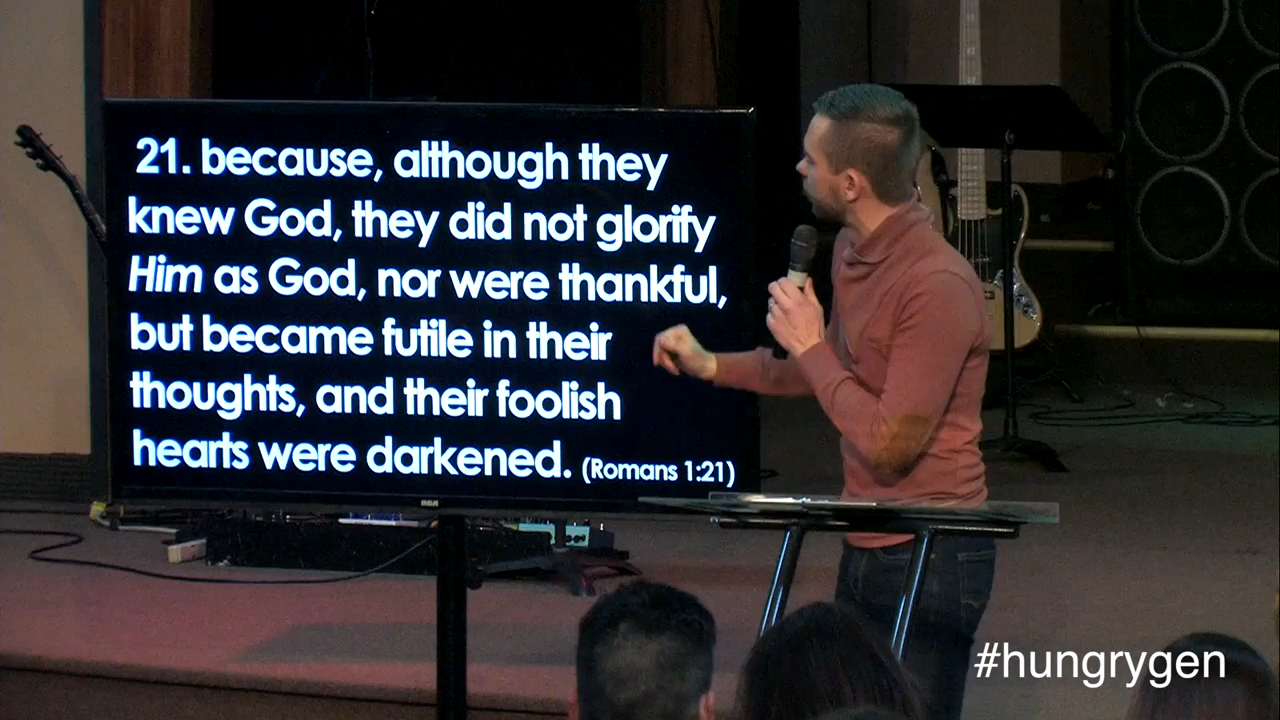 21. because, although they
knew God, they did not glorify
Him as God, nor were thankful,
but became futile in their
thoughts, and their foolish
hearts were darkened. (Romans 1:21)
RCA
#hungrygen